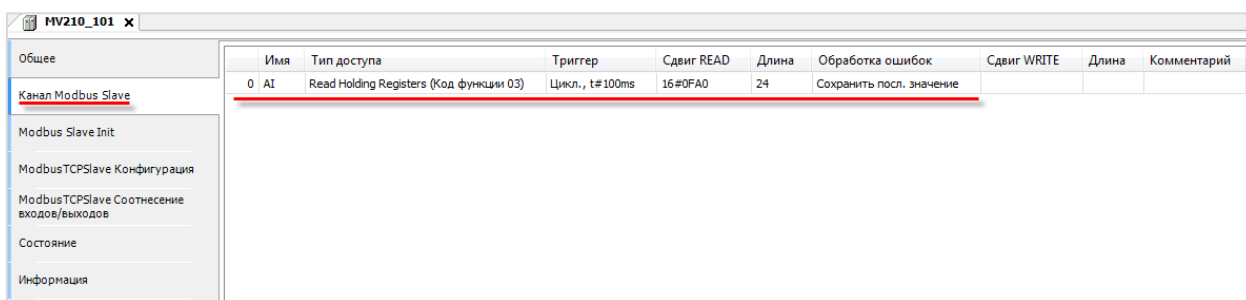 MV210_101 x
Общее
Канал Modbus Slave
Modbus Slave Init
ModbusTCPSlave Конфигурация
ModbusTCPSlave Соотнесение
входов/выходов
Состояние
Информация
Имя Тип доступа Триггер Сдвиг READ Длина Обработка ошибок Сдвиг WRITE Длина Комментарий
0 AI Read Holding Registers (Код функции 03) Цикл., t#100ms 16#0FA0 24 Сохранить посл. значение